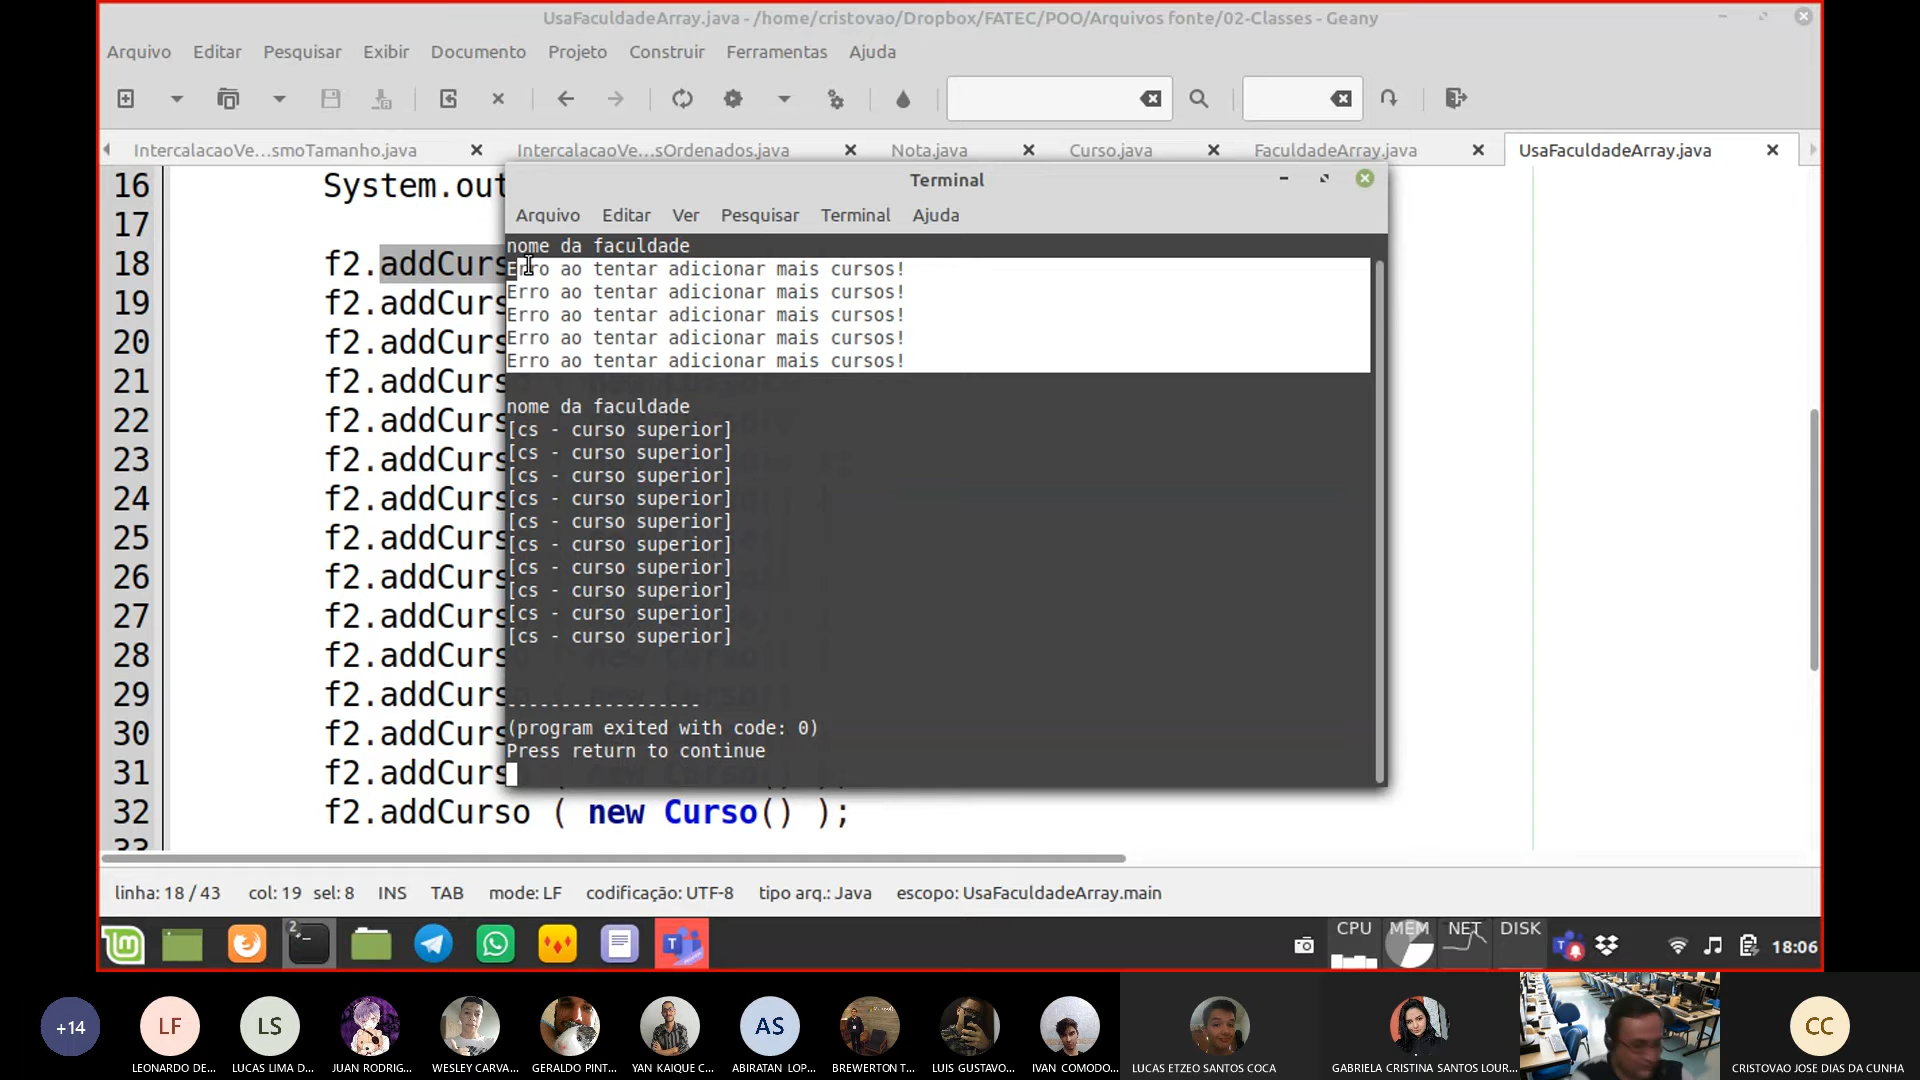 UsaFaculdadeArray.java - /home/cristovao/Dropbox/FATEC/POO/Arquivos fonte/02-Classes - Geany
Arquivo Editar Pesquisar Exibir Documento Projeto Construir Ferramentas Ajuda
IntercalacaoVe...smoTamanho.java IntercalacaoVe...sOrdenados.java Nota.java Curso.java FaculdadeArray.java UsaFaculdadeArray.java
16 System.out
17
18 f2.addCurs
19 f2.addCurs
20 f2.addCurs
21 f2.addCurs
22 f2.addCurs
23 f2.addCurs
24 f2.addCurs
25 f2.addCurs
26 f2.addCurs
27 f2.addCurs
28 f2.addCurs
29 f2.addCurs
30 f2.addCurs
31 f2.addCurs
32 f2.addCurso ( new Curso() );
33
Terminal
Arquivo Editar Ver Pesquisar Terminal Ajuda
nome da faculdade
Erro ao tentar adicionar mais cursos!
Erro ao tentar adicionar mais cursos!
Erro ao tentar adicionar mais cursos!
Erro ao tentar adicionar mais cursos!
Erro ao tentar adicionar mais cursos!
nome da faculdade
[cs - curso superior]
[cs - curso superior]
[cs - curso superior]
[cs - curso superior]
[cs - curso superior]
[cs - curso superior]
[cs - curso superior]
[cs - curso superior]
[cs - curso superior]
[cs - curso superior]
------------------
(program exited with code: 0)
Press return to continue
linha: 18 / 43 col: 19 sel: 8 INS TAB mode: LF codificação: UTF-8 tipo arq.: Java escopo: UsaFaculdadeArray.main
2
CPU MEM NET DISK
18:06
+14 LF LS AS CC
LEONARDO DE... LUCAS LIMA D... JUAN RODRIG... WESLEY CARVA... GERALDO PINT... YAN KAIQUE C... ABIRATAN LOP... BREWERTON T... LUIS GUSTAVO... IVAN COMODO... LUCAS ETZEO SANTOS COCA GABRIELA CRISTINA SANTOS LOUR... CRISTOVAO JOSE DIAS DA CUNHA